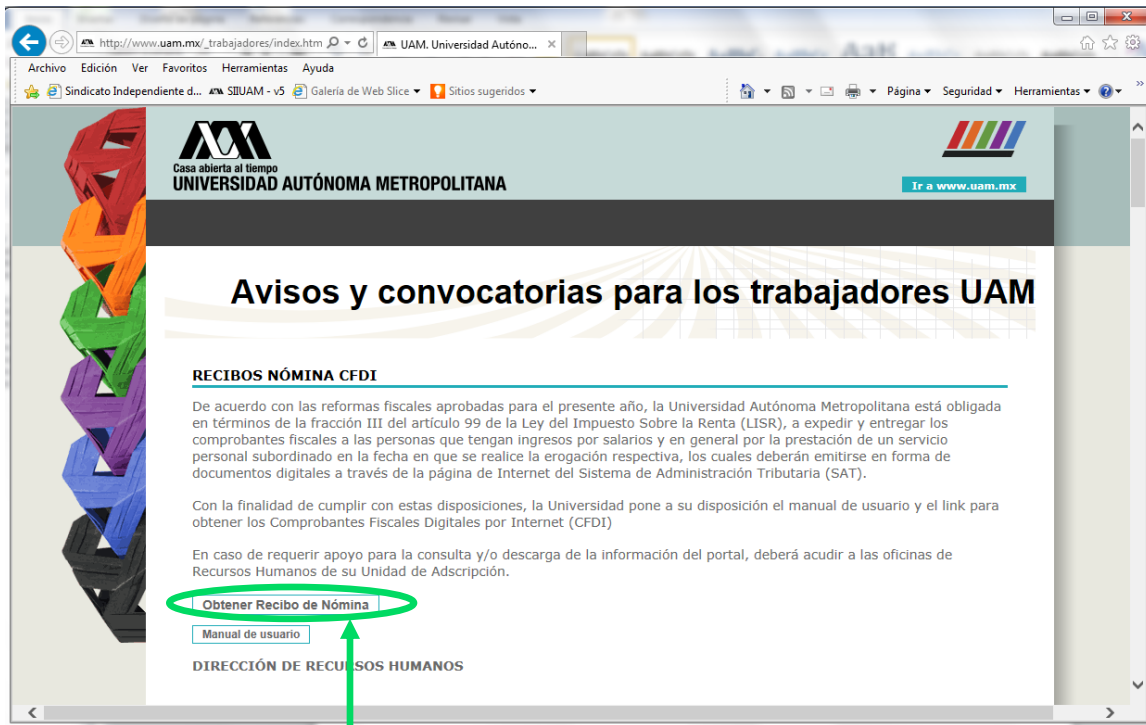 http://www.uam.mx/_trabajadores/index.htm
UAM. Universidad Autóno...
Archivo Edición Ver Favoritos Herramientas Ayuda
Sindicato Independiente d... SIIUAM - v5 Galería de Web Slice Sitios sugeridos Página Seguridad Herramientas
Casa abierta al tiempo
UNIVERSIDAD AUTÓNOMA METROPOLITANA
Ir a www.uam.mx
Avisos y convocatorias para los trabajadores UAM
RECIBOS NÓMINA CFDI
De acuerdo con las reformas fiscales aprobadas para el presente año, la Universidad Autónoma Metropolitana está obligada
en términos de la fracción III del artículo 99 de la Ley del Impuesto Sobre la Renta (LISR), a expedir y entregar los
comprobantes fiscales a las personas que tengan ingresos por salarios y en general por la prestación de un servicio
personal subordinado en la fecha en que se realice la erogación respectiva, los cuales deberán emitirse en forma de
documentos digitales a través de la página de Internet del Sistema de Administración Tributaria (SAT).
Con la finalidad de cumplir con estas disposiciones, la Universidad pone a su disposición el manual de usuario y el link para
obtener los Comprobantes Fiscales Digitales por Internet (CFDI)
En caso de requerir apoyo para la consulta y/o descarga de la información del portal, deberá acudir a las oficinas de
Recursos Humanos de su Unidad de Adscripción.
Obtener Recibo de Nómina
Manual de usuario
DIRECCIÓN DE RECURSOS HUMANOS